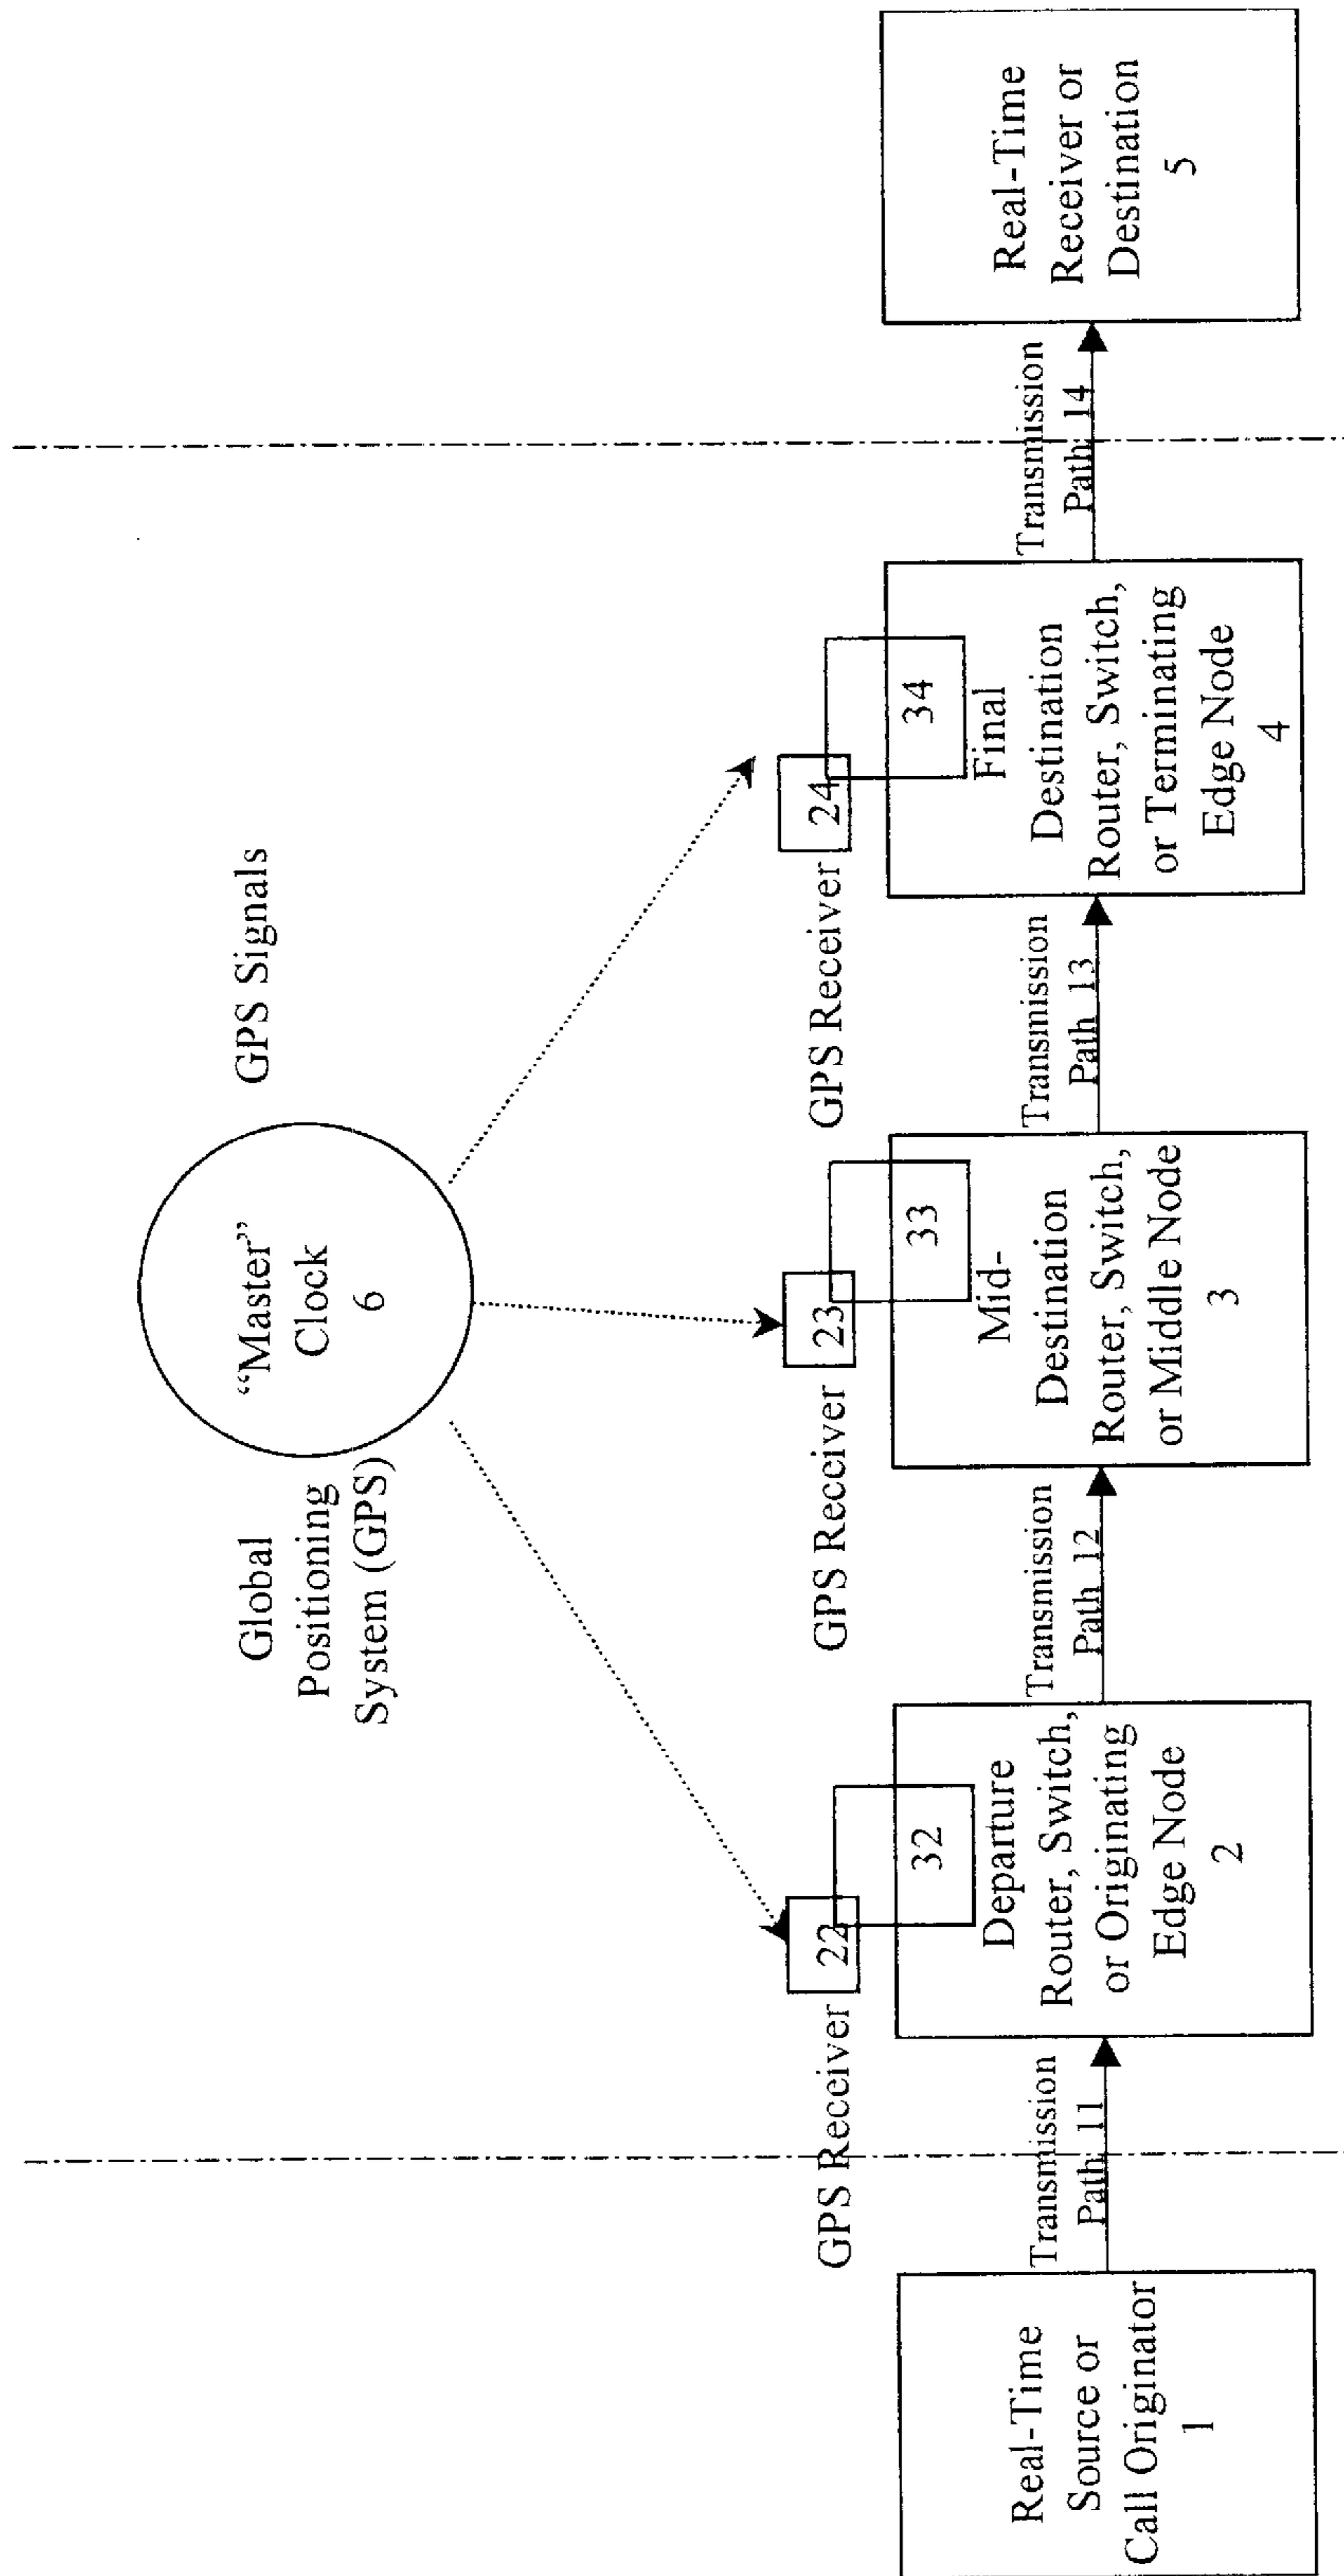 Global
Positioning
System (GPS)
“Master”
Clock
6
GPS Signals
GPS Receiver
22
32
GPS Receiver
23
33
GPS Receiver
24
34
Real-Time
Source or
Call Originator
1
Transmission
Path 11
Departure
Router, Switch,
or Originating
Edge Node
2
Transmission
Path 12
Mid-
Destination
Router, Switch,
or Middle Node
3
Transmission
Path 13
Final
Destination
Router, Switch,
or Terminating
Edge Node
4
Transmission
Path 14
Real-Time
Receiver or
Destination
5